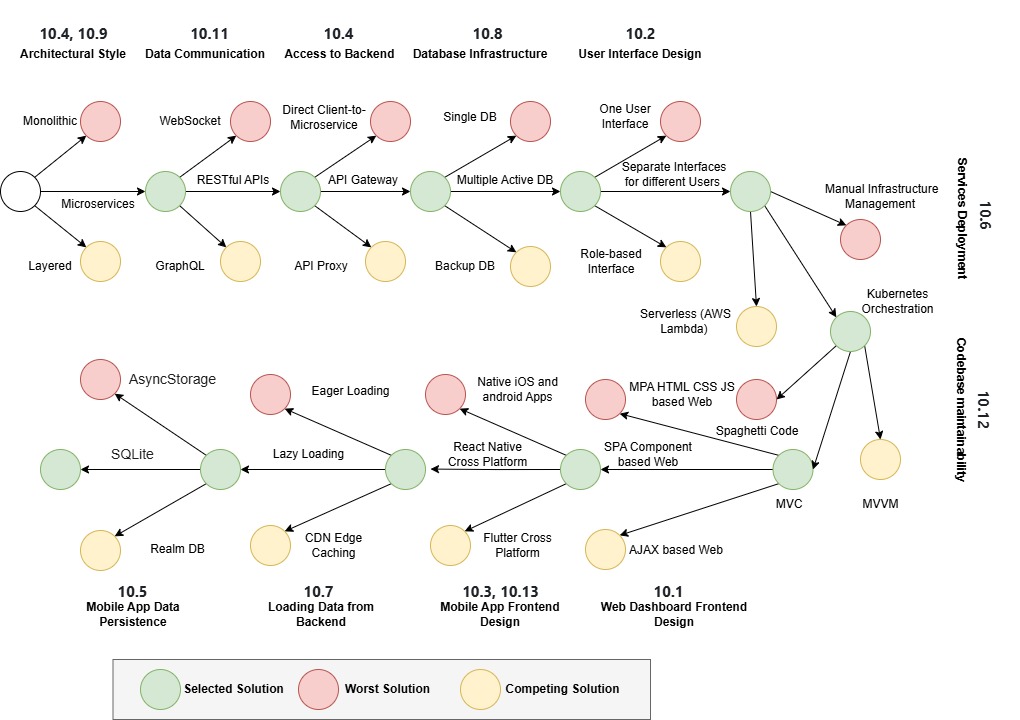 10.4, 10.9
Architectural Style
10.11
Data Communication
10.4
Access to Backend
10.8
Database Infrastructure
10.2
User Interface Design
Monolithic
WebSocket
Direct Client-to-
Microservice
Single DB
One User
Interface
Microservices
RESTful APIs
API Gateway
Multiple Active DB
Separate Interfaces
for different Users
Manual Infrastructure
Management
10.6
Services Deployment
Layered
GraphQL
API Proxy
Backup DB
Role-based
Interface
Serverless (AWS
Lambda)
Kubernetes
Orchestration
10.12
Codebase maintainability
AsyncStorage
Eager Loading
Native iOS and
android Apps
MPA HTML CSS JS
based Web
Spaghetti Code
SQLite
Lazy Loading
React Native
Cross Platform
SPA Component
based Web
MVC
MVVM
Realm DB
CDN Edge
Caching
Flutter Cross
Platform
AJAX based Web
10.5
Mobile App Data
Persistence
10.7
Loading Data from
Backend
10.3, 10.13
Mobile App Frontend
Design
10.1
Web Dashboard Frontend
Design
Selected Solution
Worst Solution
Competing Solution